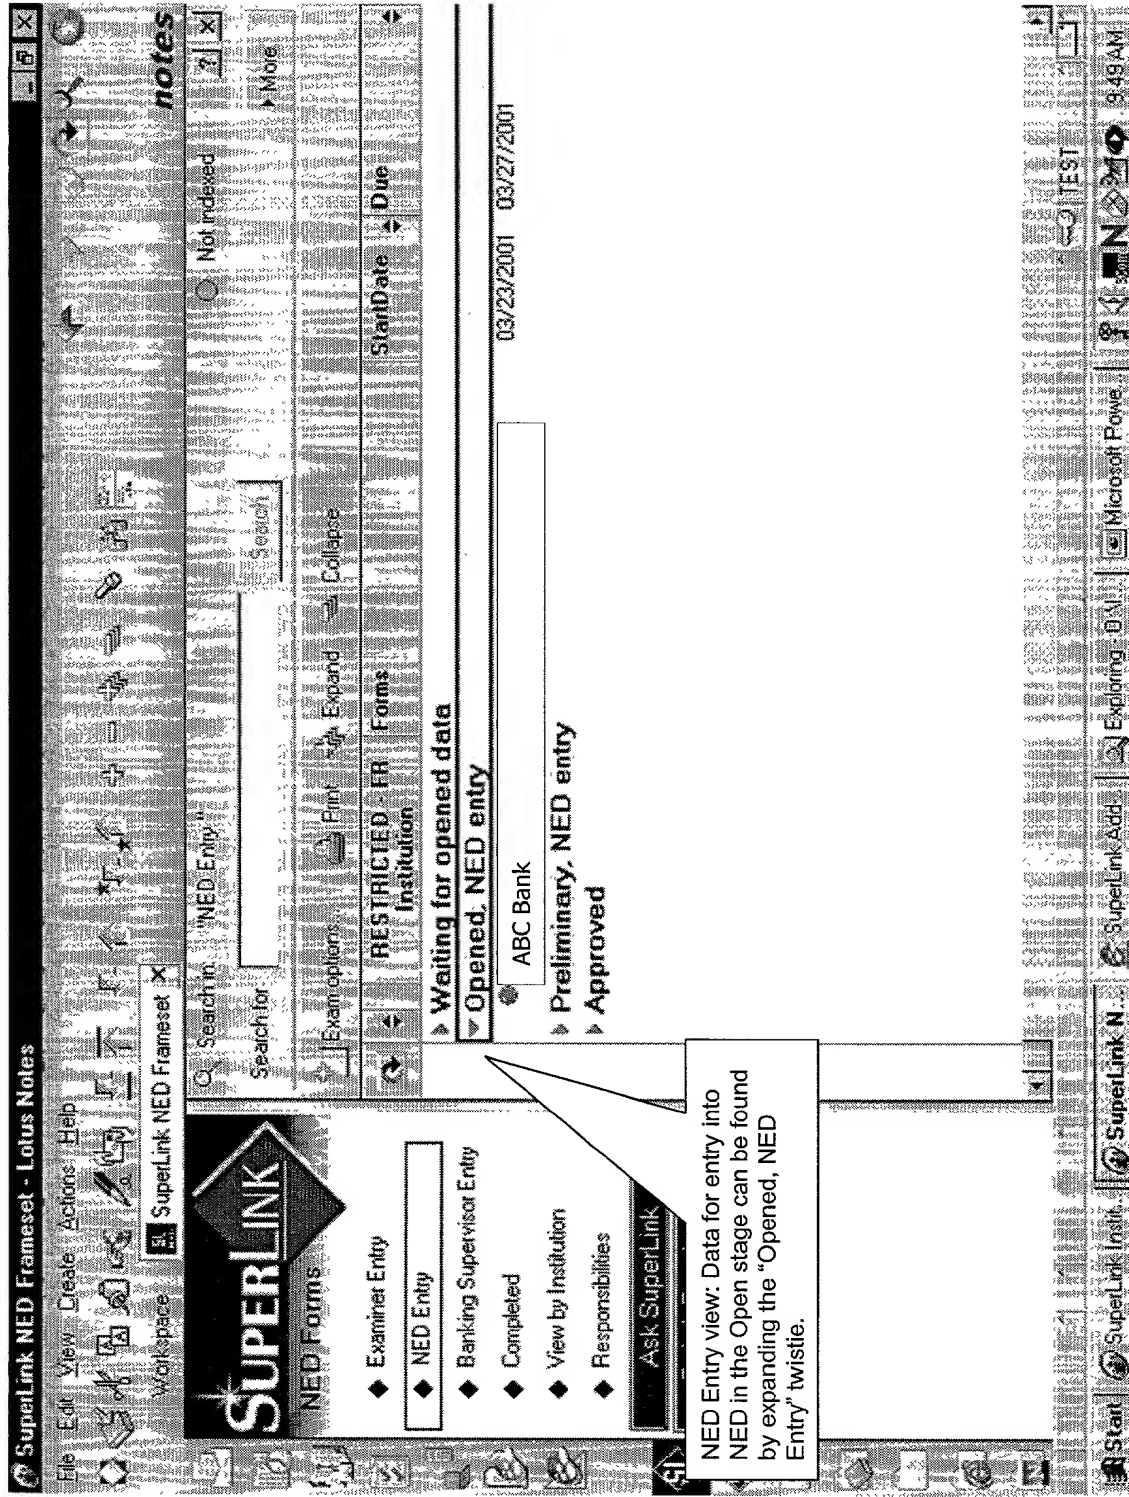 SuperLink NED Frameset - Lotus Notes
File Edit View Create Actions Help
Workspace
SuperLink NED Frameset
notes
SUPERLINK
NED Forms
Examiner Entry
NED Entry
Banking Supervisor Entry
Completed
View by Institution
Responsibilities
Ask SuperLink
Search in "NED Entry"
Not Indexed
Search for
Search
More
Exam options Print Expand Collapse
RESTRICTED - FR Forms
Institution
StartDate
Due
Waiting for opened data
Opened, NED entry
ABC Bank 03/23/2001 03/27/2001
Preliminary, NED entry
Approved
NED Entry view: Data for entry into
NED in the Open stage can be found
by expanding the “Opened, NED
Entry” twistie.
TEST
Start SuperLink Instit... SuperLink N... SuperLink Add... Exploring - D:\... Microsoft Powe... 9:49 AM